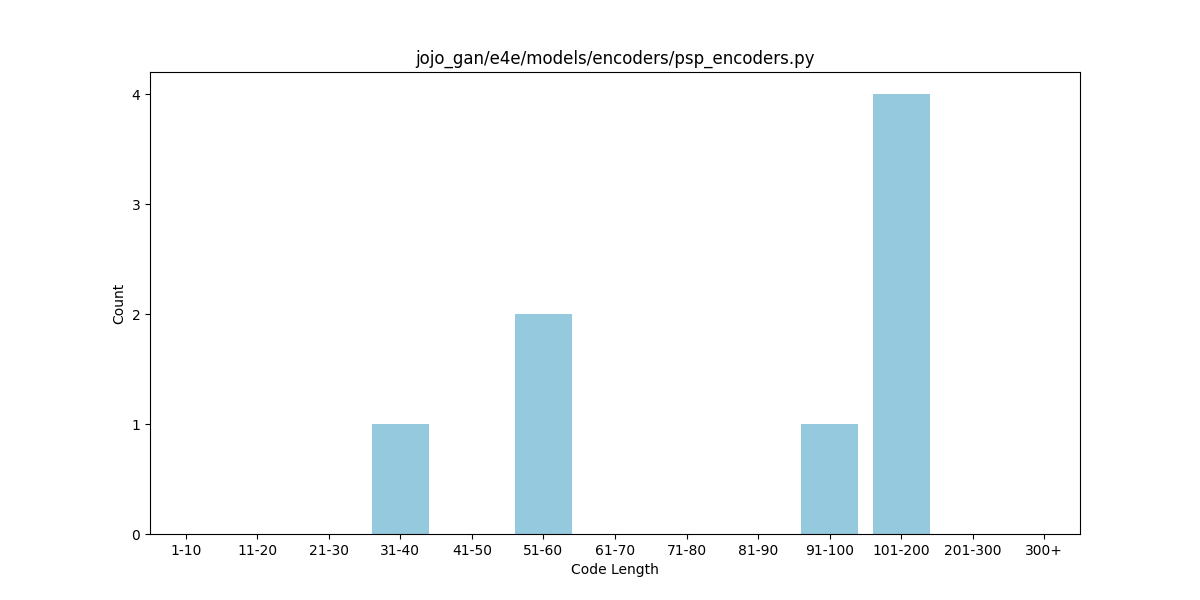 jojo_gan/e4e/models/encoders/psp_encoders.py
4
3
2
1
0
Count
1-10 11-20 21-30 31-40 41-50 51-60 61-70 71-80 81-90 91-100 101-200 201-300 300+
Code Length